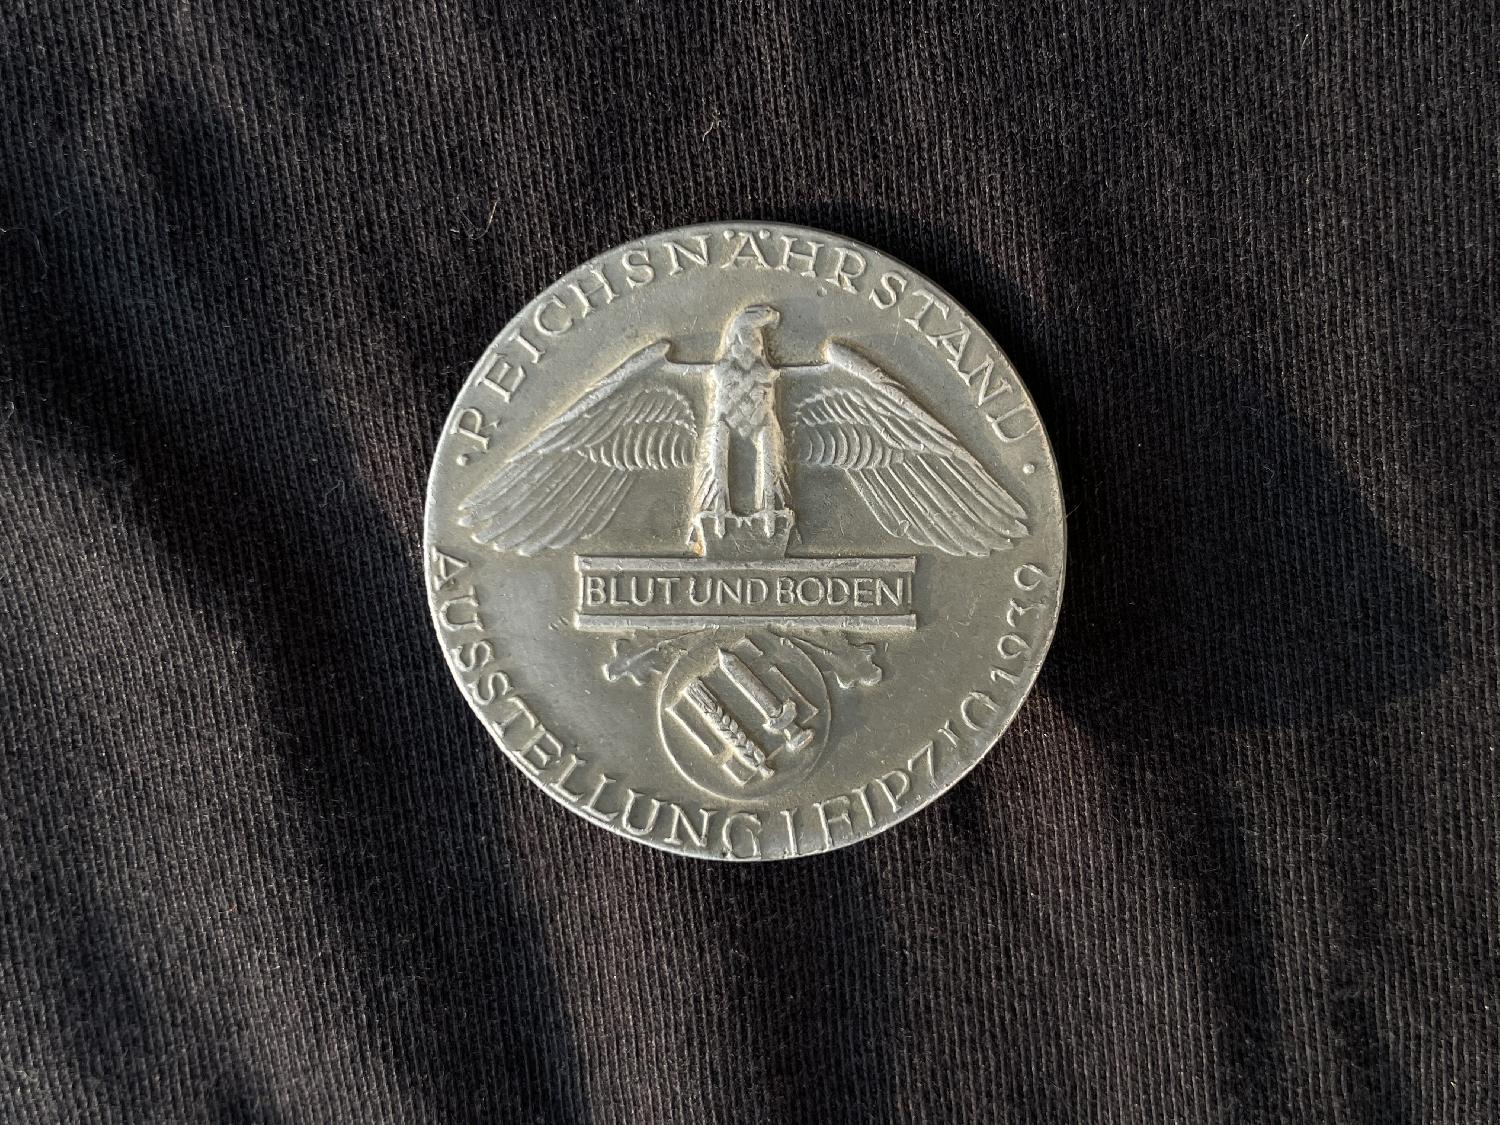 ·REICHSNÄHRSTAND·
BLUT UND BODEN
AUSSTELLUNG LEIPZIG 1939